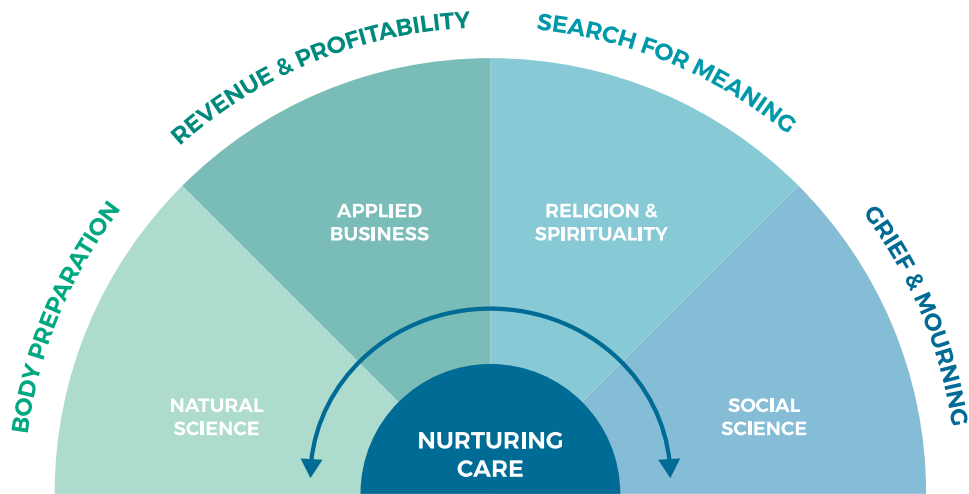 BODY PREPARATION
REVENUE & PROFITABILITY
SEARCH FOR MEANING
GRIEF & MOURNING
NATURAL
SCIENCE
APPLIED
BUSINESS
RELIGION &
SPIRITUALITY
SOCIAL
SCIENCE
NURTURING
CARE